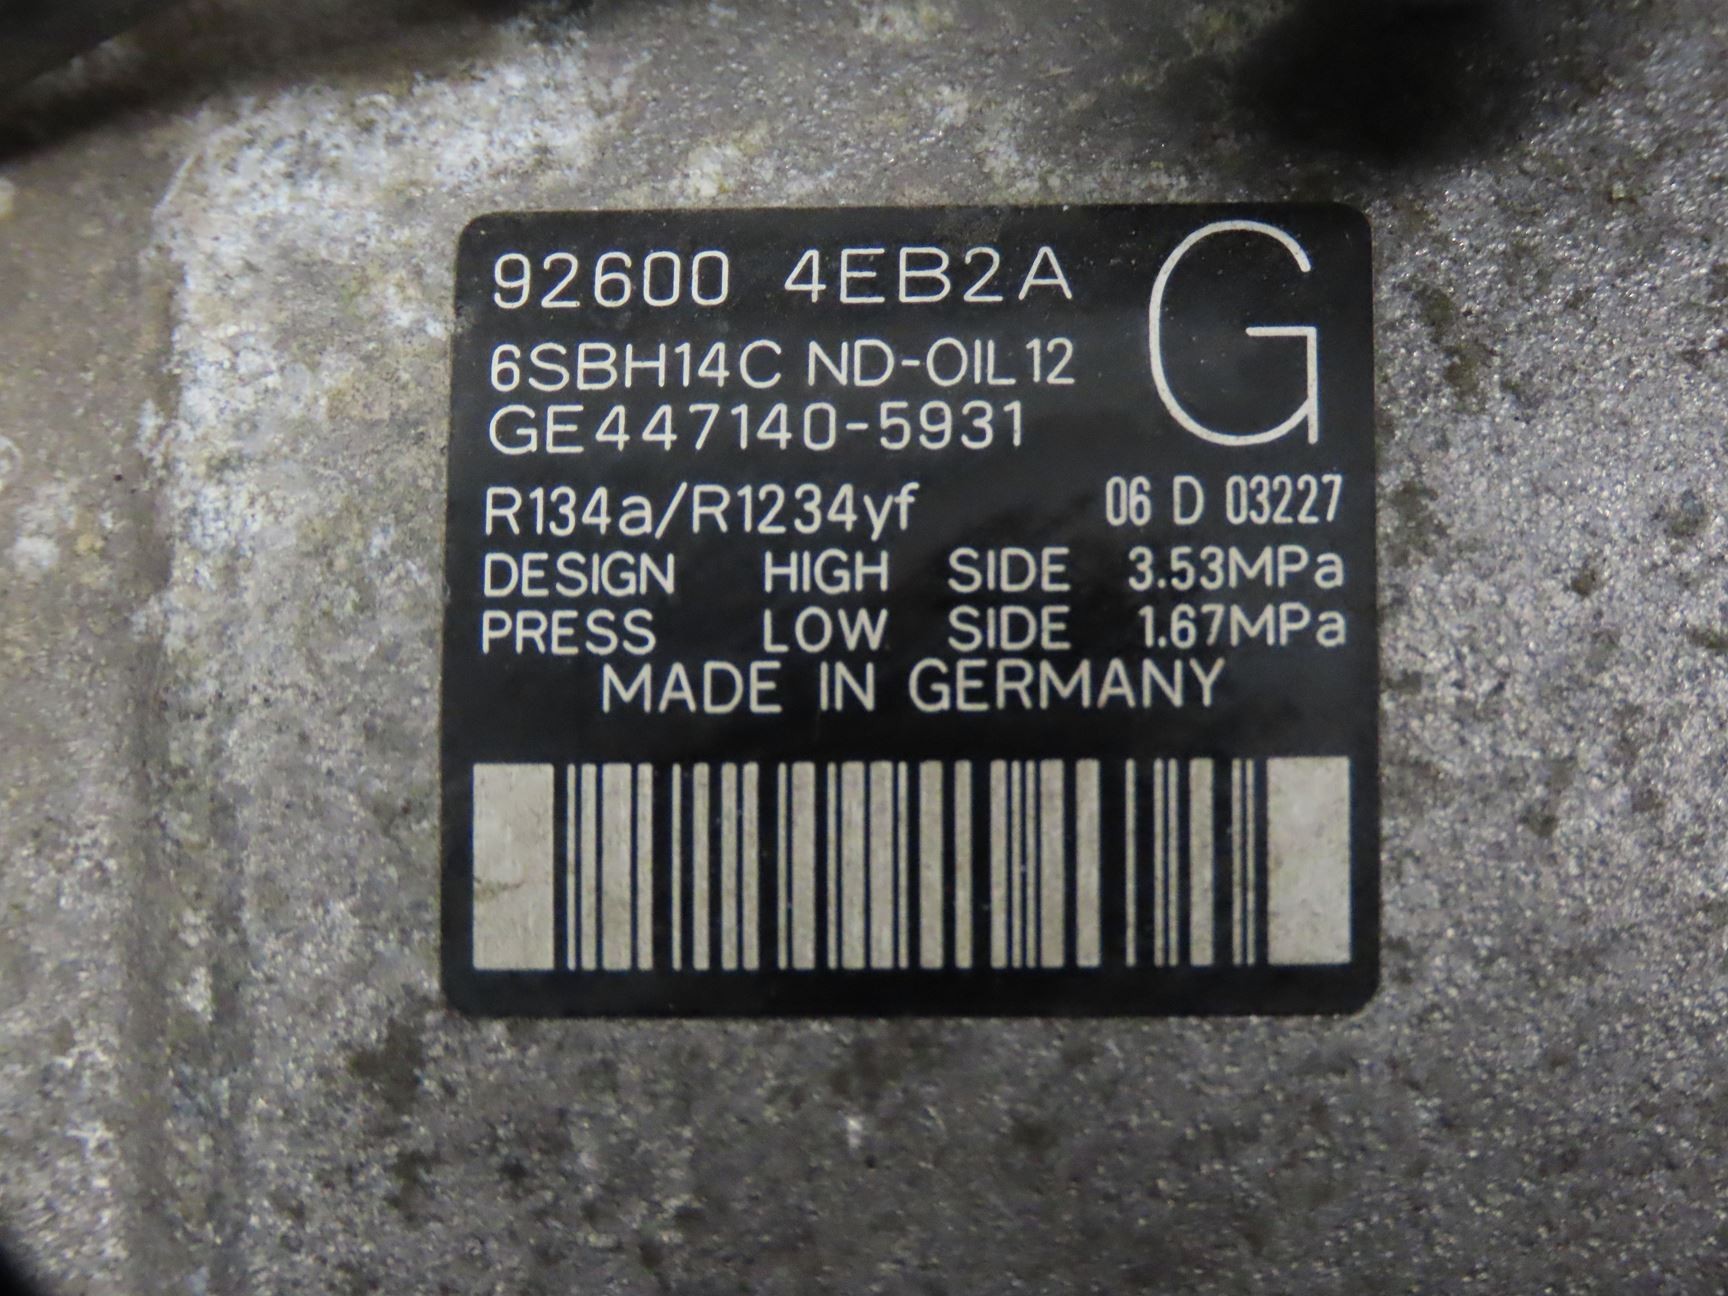 92600 4EB2A
G
6SBH14C ND-OIL12
GE447140-5931
R134a/R1234yf 06 D 03227
DESIGN HIGH SIDE 3.53MPa
PRESS LOW SIDE 1.67MPa
MADE IN GERMANY